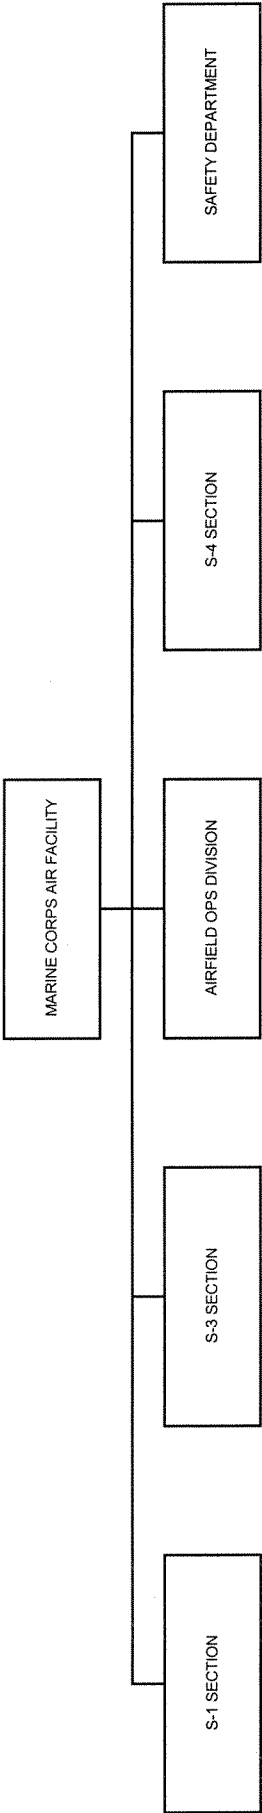 MARINE CORPS AIR FACILITY
S-1 SECTION
S-3 SECTION
AIRFIELD OPS DIVISION
S-4 SECTION
SAFETY DEPARTMENT